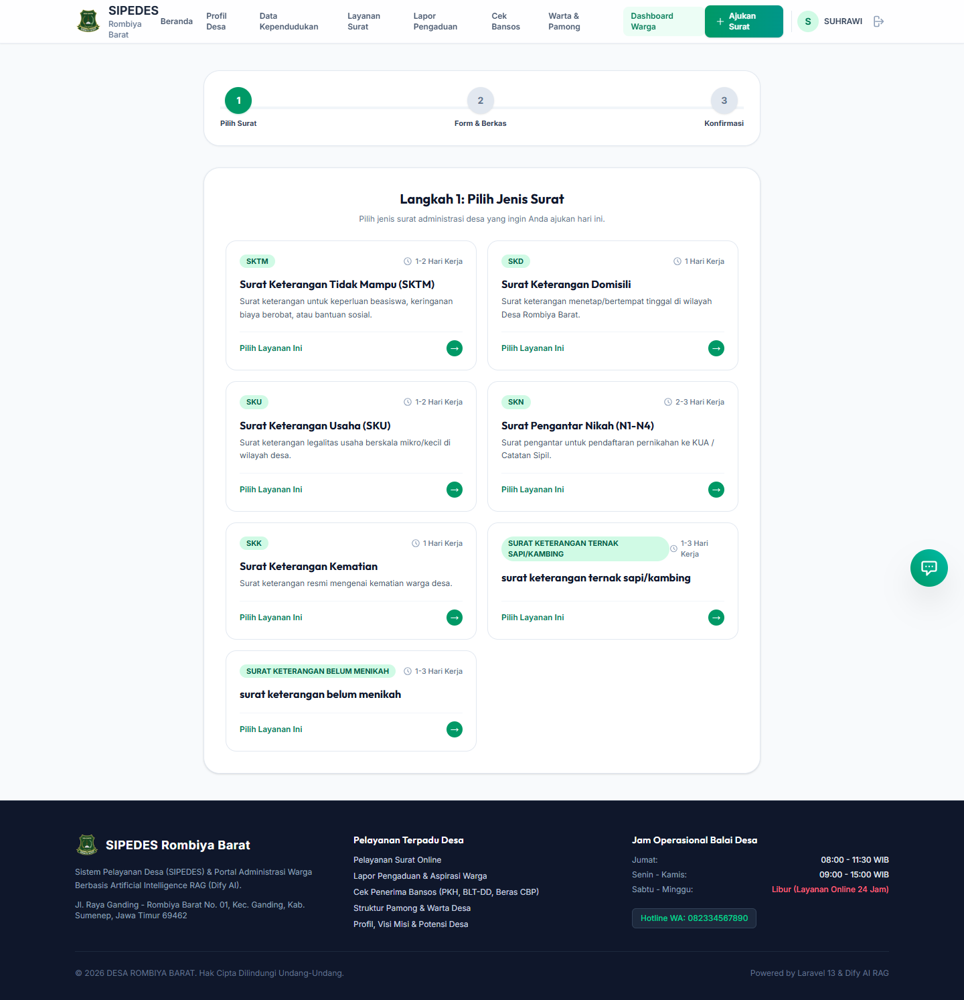 SIPEDES
Rombiya
Barat
Beranda
Profil
Desa
Data
Kependudukan
Layanan
Surat
Lapor
Pengaduan
Cek
Bansos
Warta &
Pamong
Dashboard
Warga
+ Ajukan
Surat
S SUHRAWI
1
Pilih Surat
2
Form & Berkas
3
Konfirmasi
Langkah 1: Pilih Jenis Surat
Pilih jenis surat administrasi desa yang ingin Anda ajukan hari ini.
SKTM 1-2 Hari Kerja
Surat Keterangan Tidak Mampu (SKTM)
Surat keterangan untuk keperluan beasiswa, keringanan
biaya berobat, atau bantuan sosial.
Pilih Layanan Ini →
SKD 1 Hari Kerja
Surat Keterangan Domisili
Surat keterangan menetap/bertempat tinggal di wilayah
Desa Rombiya Barat.
Pilih Layanan Ini →
SKU 1-2 Hari Kerja
Surat Keterangan Usaha (SKU)
Surat keterangan legalitas usaha berskala mikro/kecil di
wilayah desa.
Pilih Layanan Ini →
SKN 2-3 Hari Kerja
Surat Pengantar Nikah (N1-N4)
Surat pengantar untuk pendaftaran pernikahan ke KUA /
Catatan Sipil.
Pilih Layanan Ini →
SKK 1 Hari Kerja
Surat Keterangan Kematian
Surat keterangan resmi mengenai kematian warga desa.
Pilih Layanan Ini →
SURAT KETERANGAN TERNAK
SAPI/KAMBING
1-3 Hari
Kerja
surat keterangan ternak sapi/kambing
Pilih Layanan Ini →
SURAT KETERANGAN BELUM MENIKAH 1-3 Hari Kerja
surat keterangan belum menikah
Pilih Layanan Ini →
SIPEDES Rombiya Barat
Sistem Pelayanan Desa (SIPEDES) & Portal Administrasi Warga
Berbasis Artificial Intelligence RAG (Dify AI).
Jl. Raya Ganding - Rombiya Barat No. 01, Kec. Ganding, Kab.
Sumenep, Jawa Timur 69462
Pelayanan Terpadu Desa
Pelayanan Surat Online
Lapor Pengaduan & Aspirasi Warga
Cek Penerima Bansos (PKH, BLT-DD, Beras CBP)
Struktur Pamong & Warta Desa
Profil, Visi Misi & Potensi Desa
Jam Operasional Balai Desa
Jumat: 08:00 - 11:30 WIB
Senin - Kamis: 09:00 - 15:00 WIB
Sabtu - Minggu: Libur (Layanan Online 24 Jam)
Hotline WA: 082334567890
© 2026 DESA ROMBIYA BARAT. Hak Cipta Dilindungi Undang-Undang.
Powered by Laravel 13 & Dify AI RAG